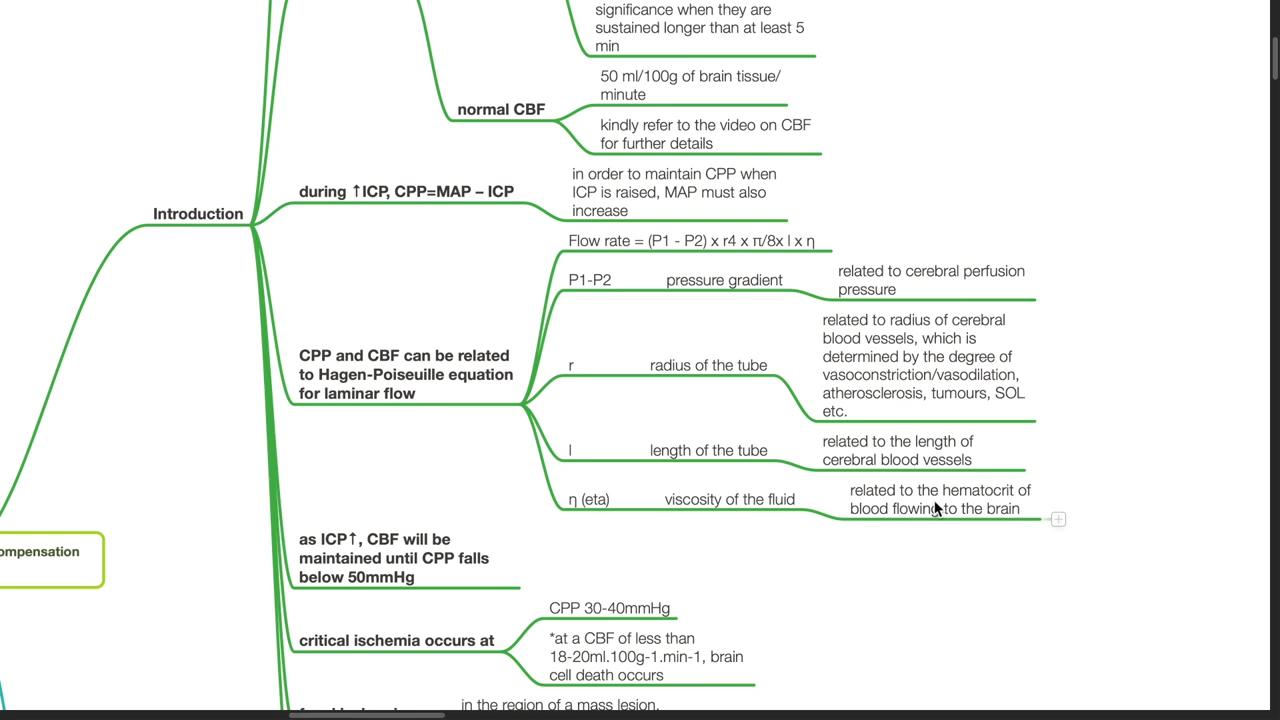 significance when they are
sustained longer than at least 5
min
50 ml/100g of brain tissue/
minute
normal CBF
kindly refer to the video on CBF
for further details
in order to maintain CPP when
ICP is raised, MAP must also
increase
during ↑ICP, CPP=MAP – ICP
Introduction
Flow rate = (P1 - P2) x r4 x π/8x l x η
P1-P2 pressure gradient
related to cerebral perfusion
pressure
CPP and CBF can be related
to Hagen-Poiseuille equation
for laminar flow
r radius of the tube
related to radius of cerebral
blood vessels, which is
determined by the degree of
vasoconstriction/vasodilation,
atherosclerosis, tumours, SOL
etc.
l length of the tube
related to the length of
cerebral blood vessels
η (eta) viscosity of the fluid
related to the hematocrit of
blood flowing to the brain
ompensation
as ICP↑, CBF will be
maintained until CPP falls
below 50mmHg
critical ischemia occurs at
CPP 30-40mmHg
*at a CBF of less than
18-20ml.100g-1.min-1, brain
cell death occurs
in the region of a mass lesion,